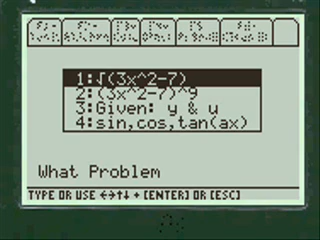 1:√(3x^2-7)
2:(3x^2-7)^9
3:Given: y & u
4:sin,cos,tan(ax)
What Problem
TYPE OR USE ←→↑↓ + [ENTER] OR [ESC]